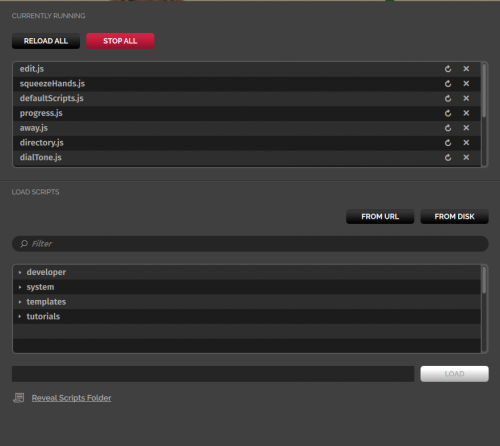 CURRENTLY RUNNING
RELOAD ALL STOP ALL
edit.js
squeezeHands.js
defaultScripts.js
progress.js
away.js
directory.js
dialTone.js
LOAD SCRIPTS
FROM URL FROM DISK
Filter
developer
system
templates
tutorials
LOAD
Reveal Scripts Folder